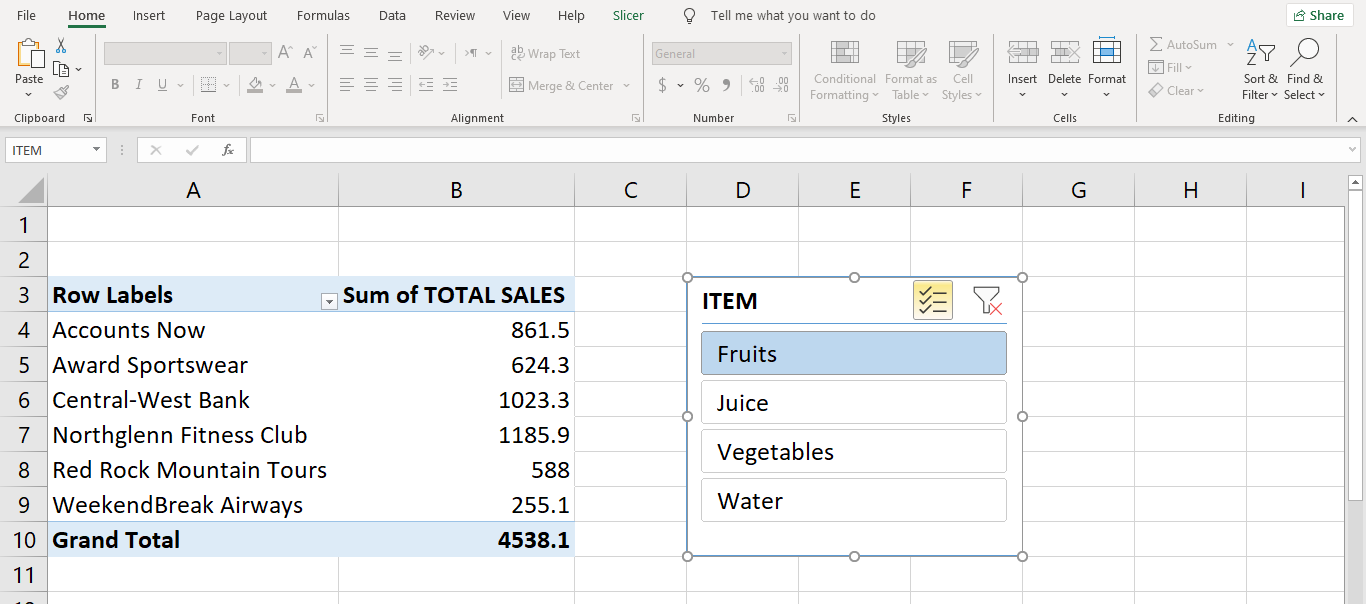 File Home Insert Page Layout Formulas Data Review View Help Slicer Tell me what you want to do Share
General
Wrap Text
Merge & Center
B I U A
$ % 9
Paste
Conditional Formatting
Format as Table
Cell Styles
Insert Delete Format
AutoSum
Fill
Clear
Sort & Filter
Find & Select
Clipboard Font Alignment Number Styles Cells Editing
ITEM fx
A B C D E F G H I
1
2
3 Row Labels Sum of TOTAL SALES
4 Accounts Now 861.5
5 Award Sportswear 624.3
6 Central-West Bank 1023.3
7 Northglenn Fitness Club 1185.9
8 Red Rock Mountain Tours 588
9 WeekendBreak Airways 255.1
10 Grand Total 4538.1
11
ITEM
Fruits
Juice
Vegetables
Water